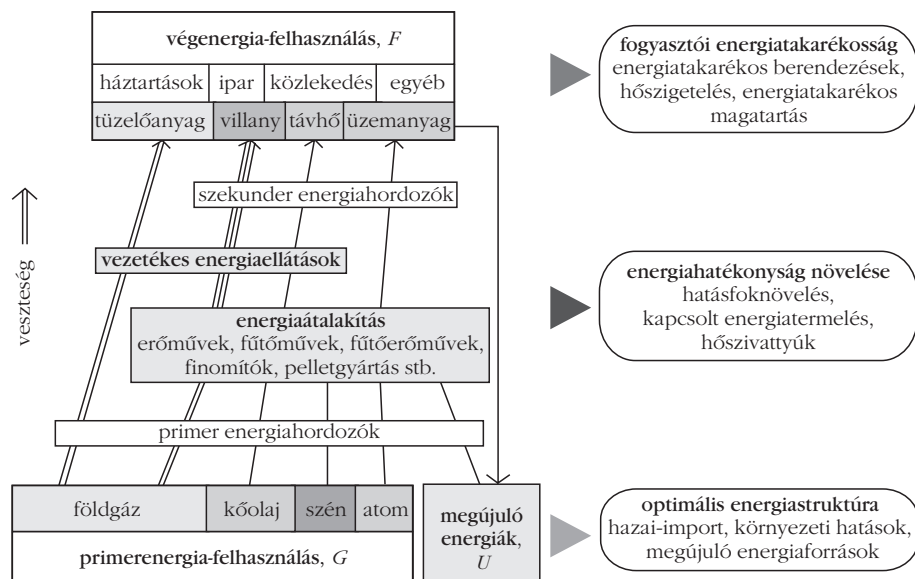 végenergia-felhasználás, F
háztartások ipar közlekedés egyéb
tüzelőanyag villany távhő üzemanyag
szekunder energiahordozók
veszteség
vezetékes energiaellátások
energiaátalakítás
erőművek, fűtőművek, fűtőerőművek,
finomítók, pelletgyártás stb.
primer energiahordozók
földgáz kőolaj szén atom
primerenergia-felhasználás, G
megújuló
energiák,
U
fogyasztói energiatakarékosság
energiatakarékos berendezések,
hőszigetelés, energiatakarékos
magatartás
energiahatékonyság növelése
hatásfoknövelés,
kapcsolt energiatermelés,
hőszivattyúk
optimális energiastruktúra
hazai-import, környezeti hatások,
megújuló energiaforrások